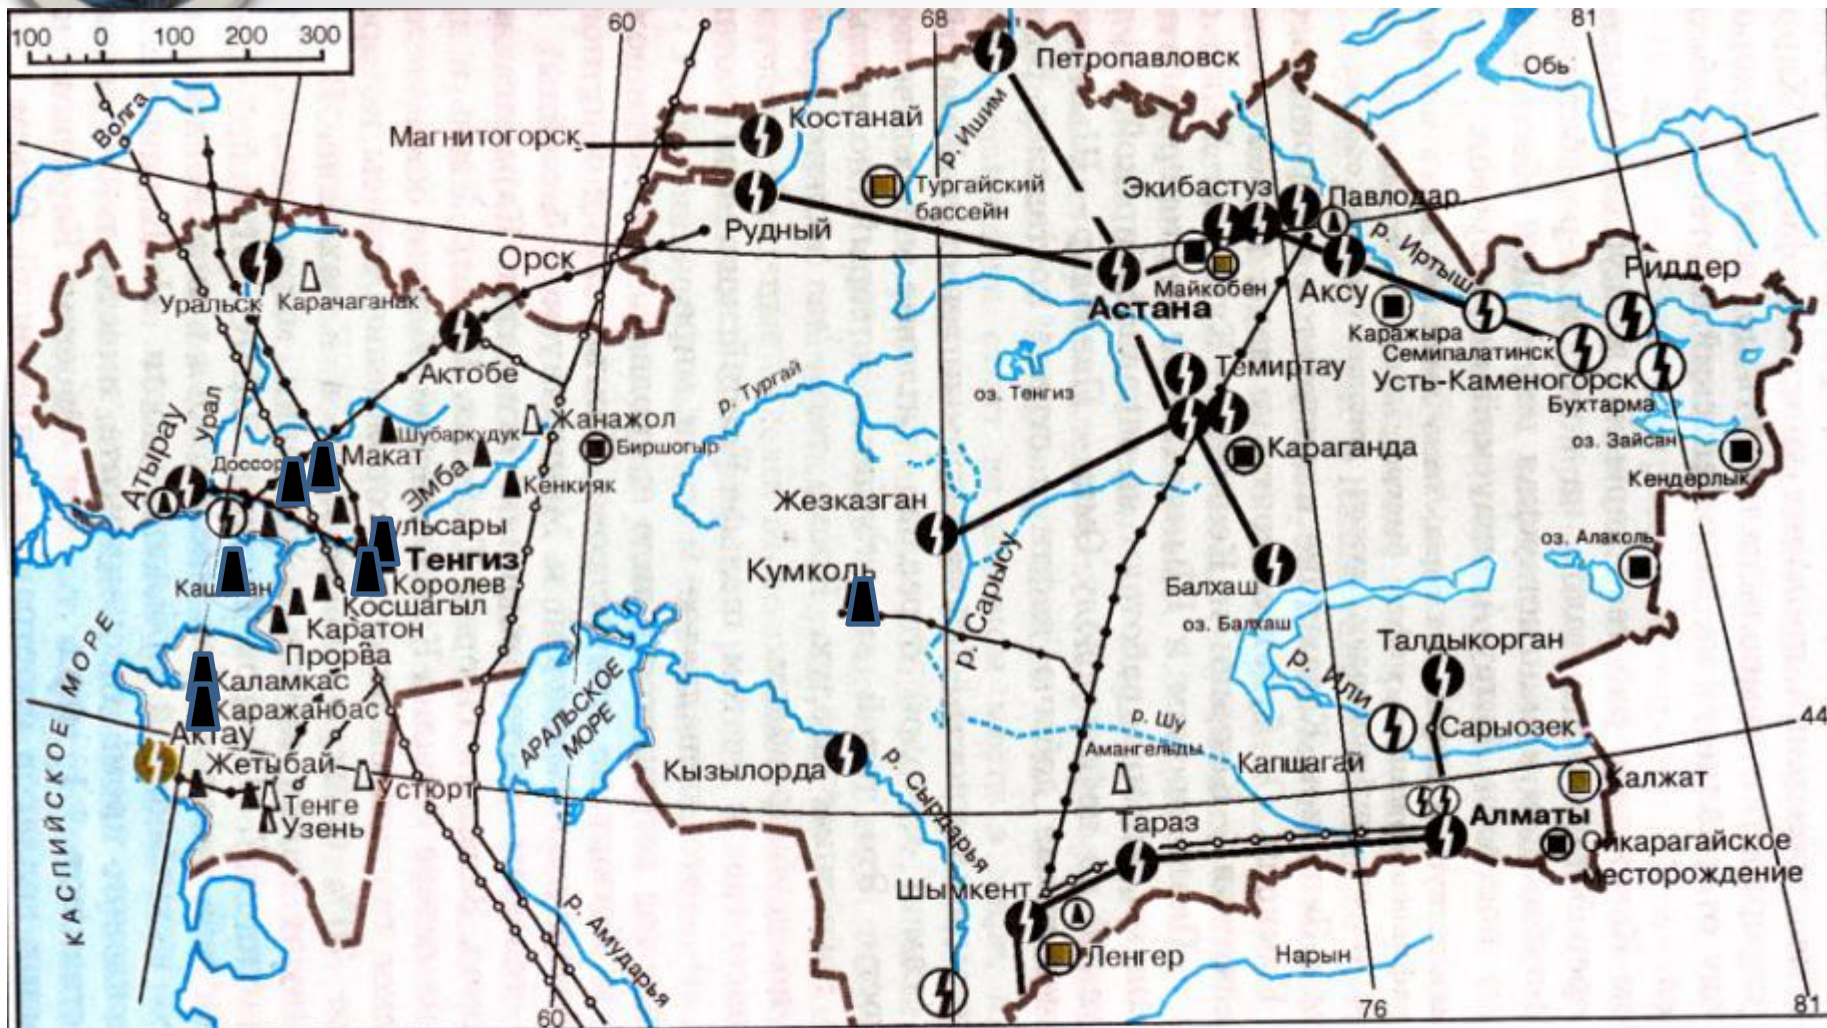 100 0 100 200 300
60
68
81
Обь
Волга
Петропавловск
р. Ишим
Костанай
Магнитогорск
Тургайский
бассейн
Рудный
Экибастуз
Павлодар
р. Иртыш
Орск
Риддер
Уральск
Карачаганак
Майкобен
Аксу
Астана
Каражыра
Семипалатинск
Темиртау
Усть-Каменогорск
Бухтарма
оз. Зайсан
Актобе
р. Тургай
оз. Тенгиз
Урал
Атырау
Жанажол
Шубаркудук
Биршогыр
Макат
Доссор
Эмба
Кенкияк
Караганда
Кендерлык
Жезказган
Тенгиз
Королев
Косшагыл
Каратон
Прорва
Кумколь
р. Сарысу
Балхаш
оз. Балхаш
оз. Алаколь
Талдыкорган
р. Или
КАСПИЙСКОЕ МОРЕ
Каламкас
Каражанбас
Актау
Жетыбай
Тенге
Узень
Устюрт
АРАЛЬСКОЕ
МОРЕ
Кызылорда
р. Сырдарья
р. Шу
Амангельды
Капшагай
Сарыозек
44
Калжат
Тараз
Алматы
Шымкент
месторождение
Ленгер
Нарын
р. Амударья
60
76
81